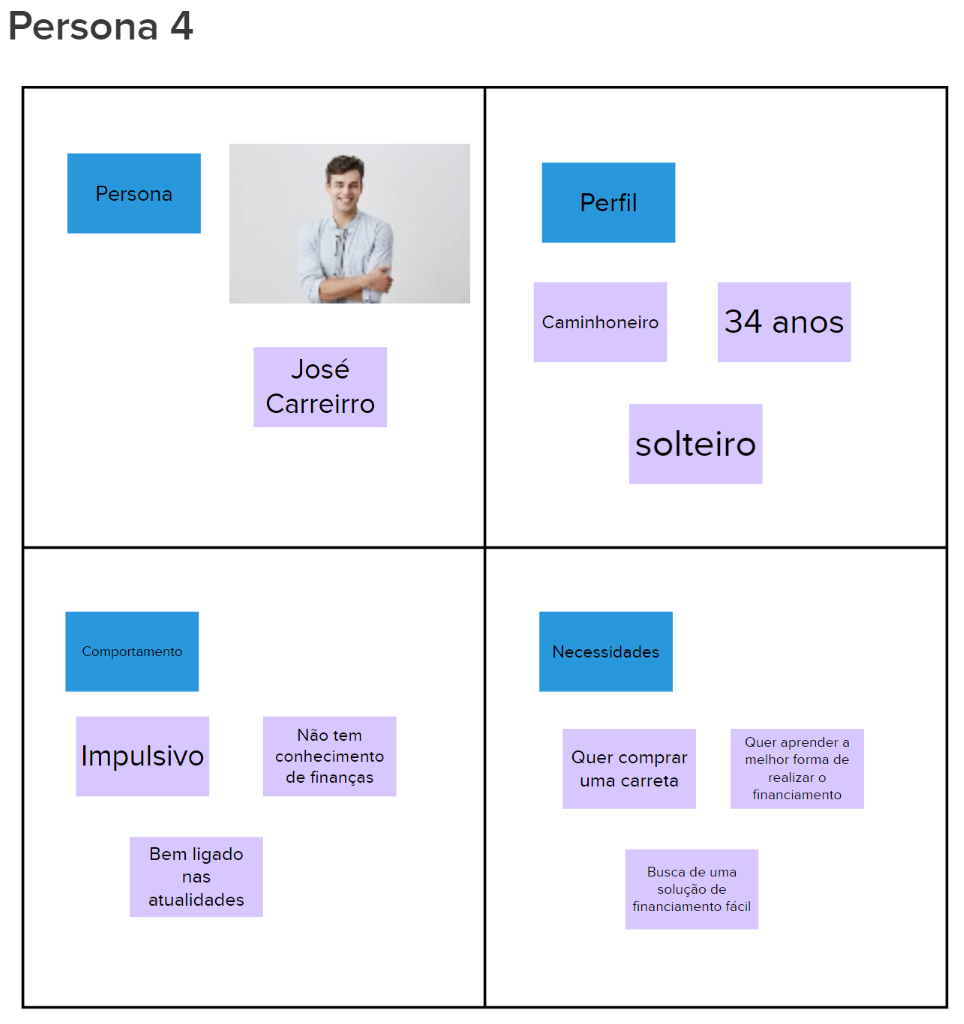 Persona 4
Persona
José
Carreirro
Perfil
Caminhoneiro
34 anos
solteiro
Comportamento
Impulsivo
Não tem
conhecimento
de finanças
Bem ligado
nas
atualidades
Necessidades
Quer comprar
uma carreta
Quer aprender a
melhor forma de
realizar o
financiamento
Busca de uma
solução de
financiamento fácil